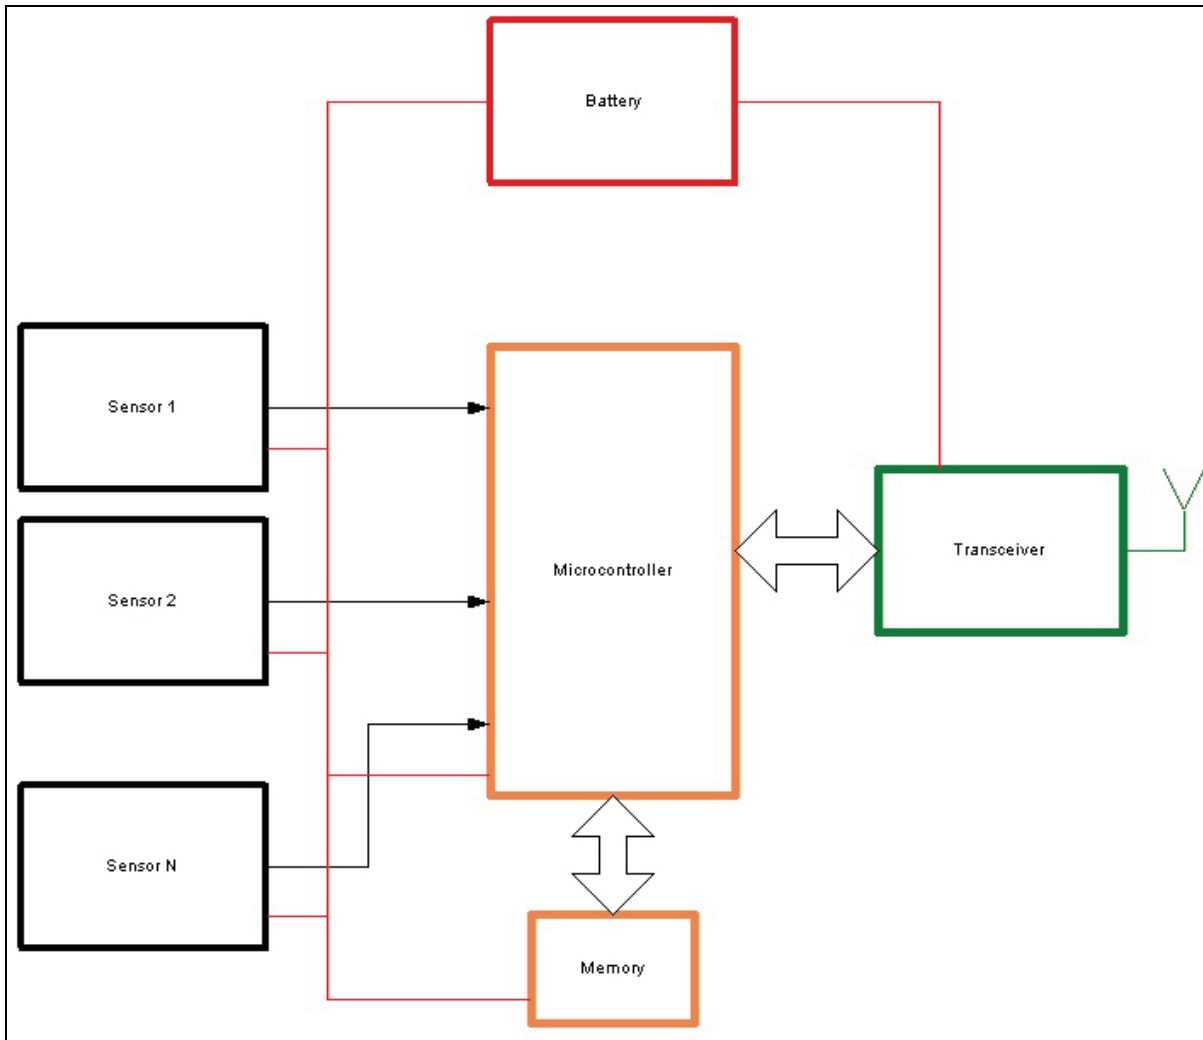 Battery
Sensor 1
Sensor 2
Microcontroller
Transceiver
Sensor N
Memory